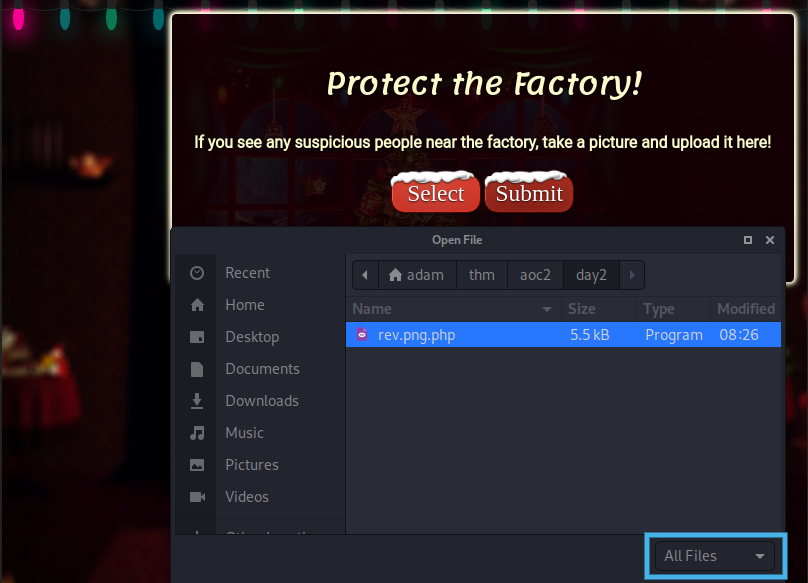 Protect the Factory!
If you see any suspicious people near the factory, take a picture and upload it here!
Select Submit
Open File
adam thm aoc2 day2
Recent
Home
Desktop
Documents
Downloads
Music
Pictures
Videos
Name Size Type Modified
rev.png.php 5.5 kB Program 08:26
All Files